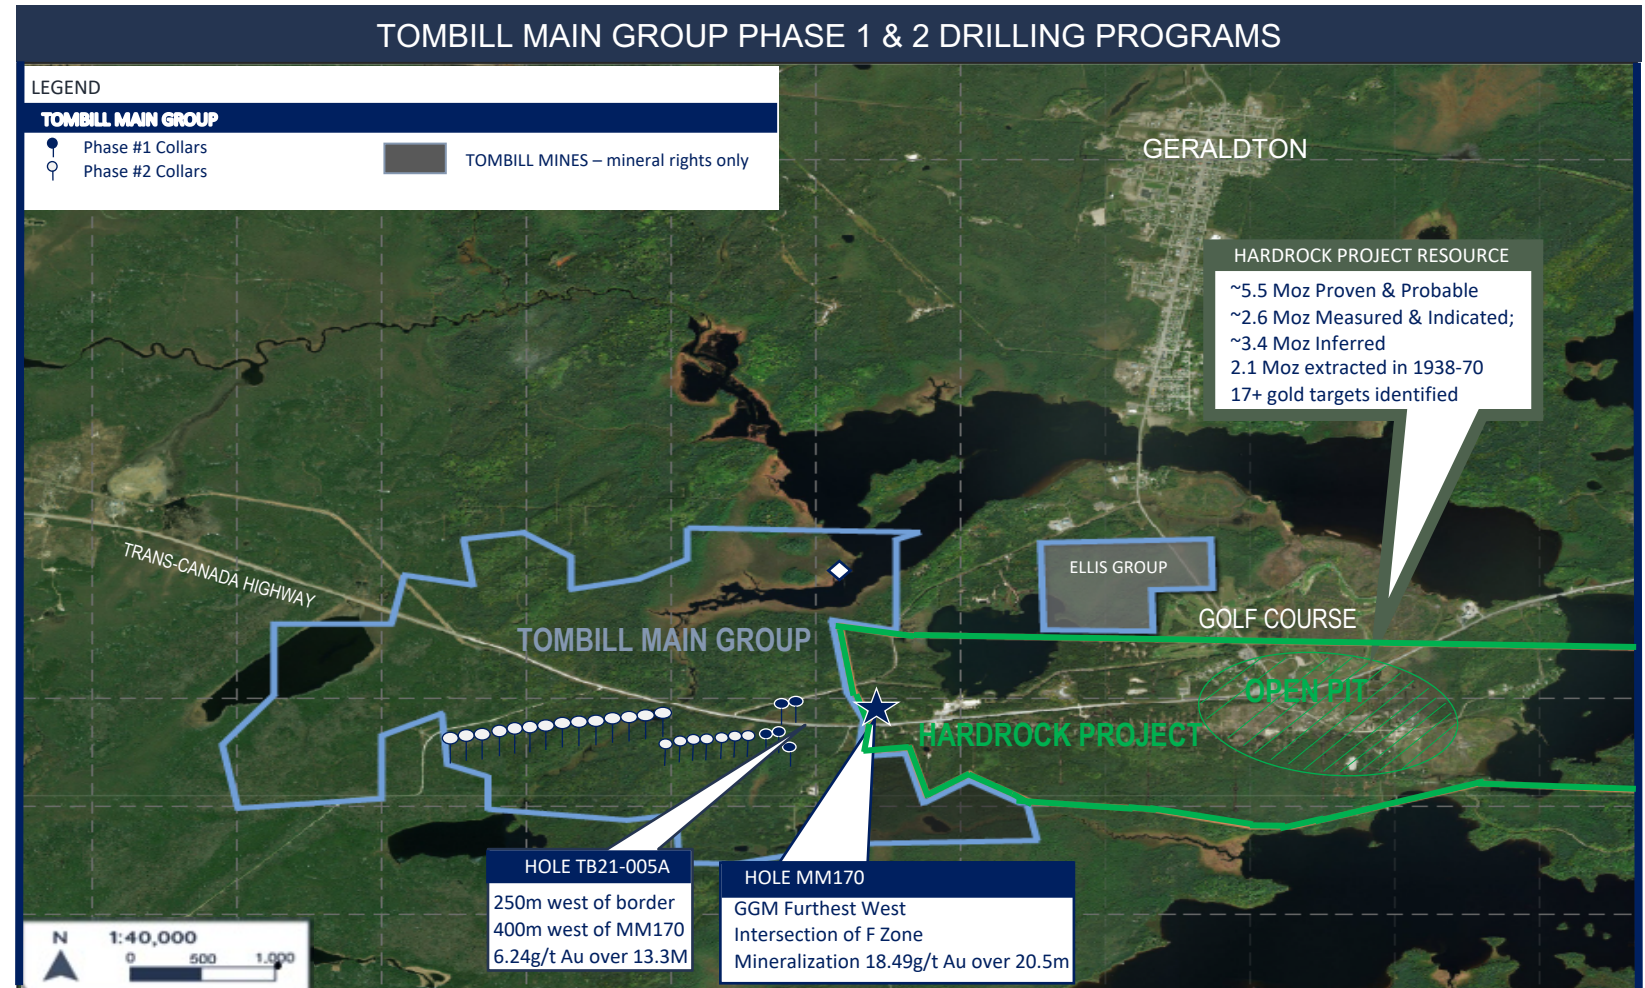 TOMBILL MAIN GROUP PHASE 1 & 2 DRILLING PROGRAMS
LEGEND
TOMBILL MAIN GROUP
Phase #1 Collars
Phase #2 Collars
TOMBILL MINES – mineral rights only
GERALDTON
HARDROCK PROJECT RESOURCE
~5.5 Moz Proven & Probable
~2.6 Moz Measured & Indicated;
~3.4 Moz Inferred
2.1 Moz extracted in 1938-70
17+ gold targets identified
TRANS-CANADA HIGHWAY
ELLIS GROUP
GOLF COURSE
TOMBILL MAIN GROUP
OPEN PIT
HARDROCK PROJECT
HOLE TB21-005A
250m west of border
400m west of MM170
6.24g/t Au over 13.3M
HOLE MM170
GGM Furthest West
Intersection of F Zone
Mineralization 18.49g/t Au over 20.5m
N
1:40,000
0 500 1,000